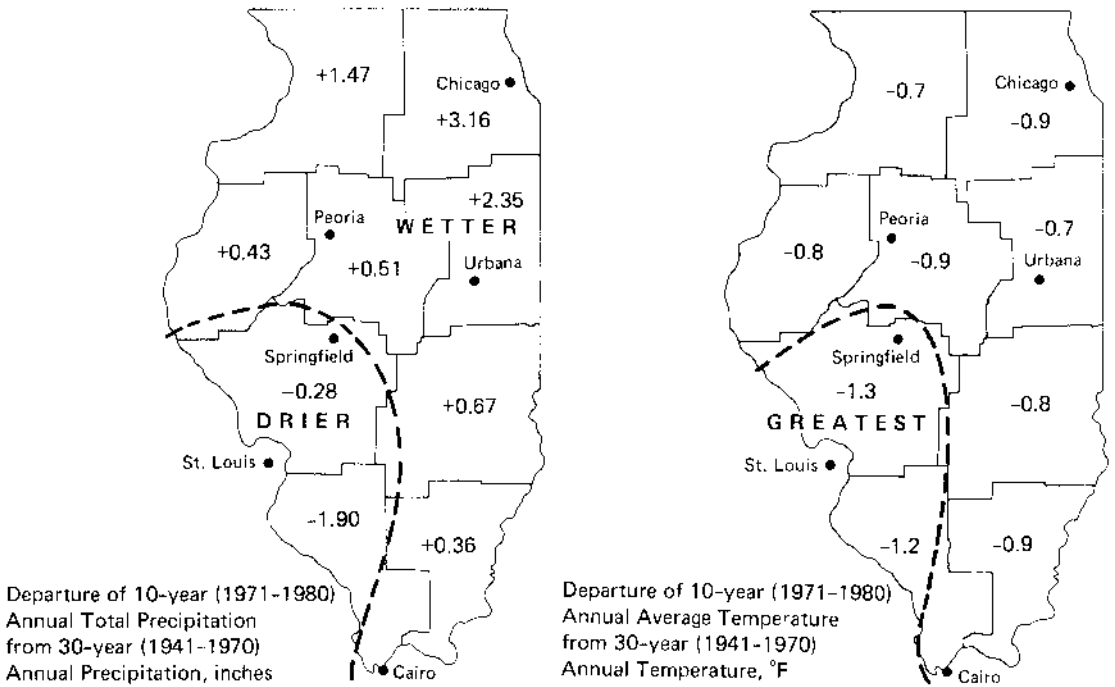 +1.47
Chicago
+3.16
+2.35
Peoria
WETTER
+0.43
+0.51
Urbana
Springfield
−0.28
DRIER
+0.67
St. Louis
−1.90
+0.36
Departure of 10-year (1971-1980)
Annual Total Precipitation
from 30-year (1941-1970)
Annual Precipitation, inches
Cairo
−0.7
Chicago
−0.9
Peoria
−0.7
−0.8
−0.9
Urbana
Springfield
−1.3
GREATEST
−0.8
St. Louis
−1.2
−0.9
Departure of 10-year (1971-1980)
Annual Average Temperature
from 30-year (1941-1970)
Annual Temperature, °F
Cairo